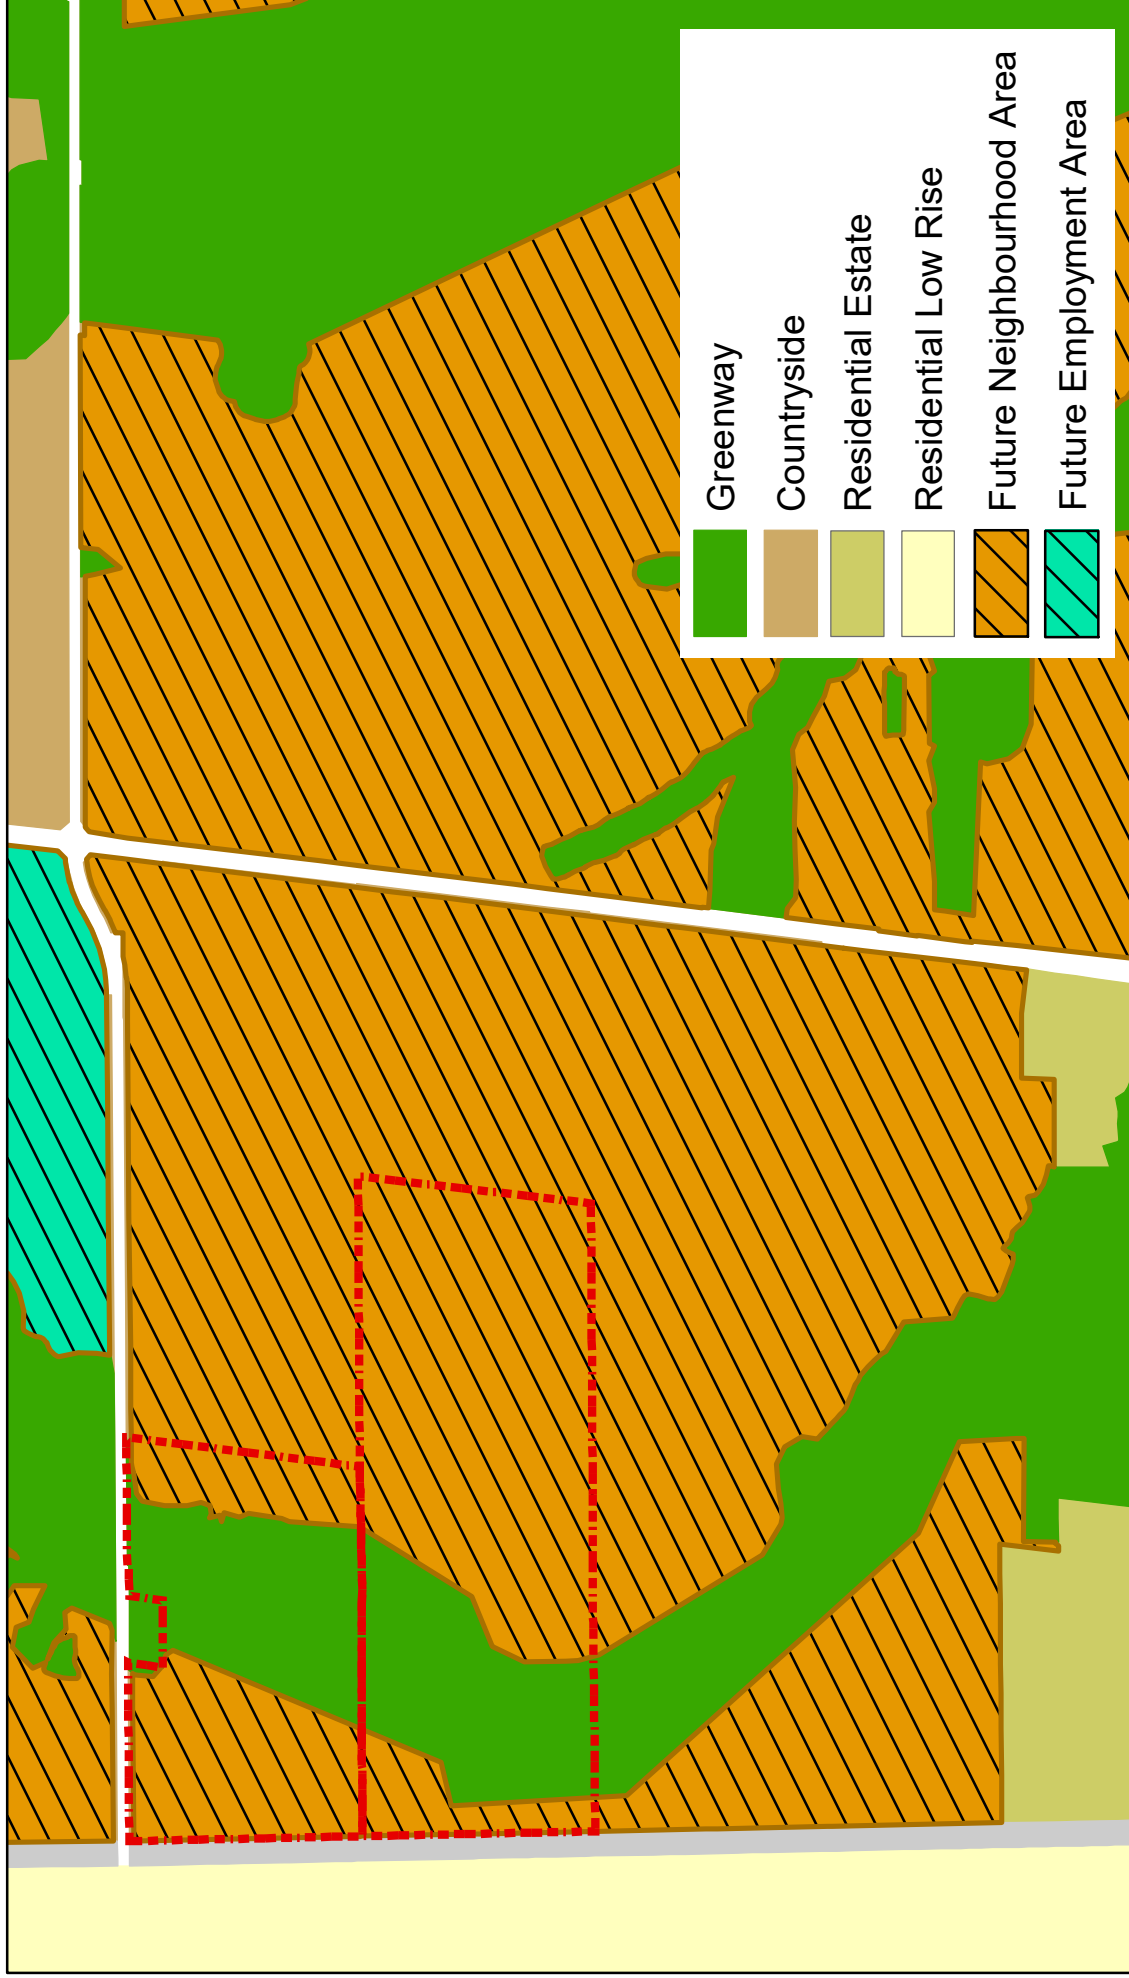 Greenway
Countryside
Residential Estate
Residential Low Rise
Future Neighbourhood Area
Future Employment Area